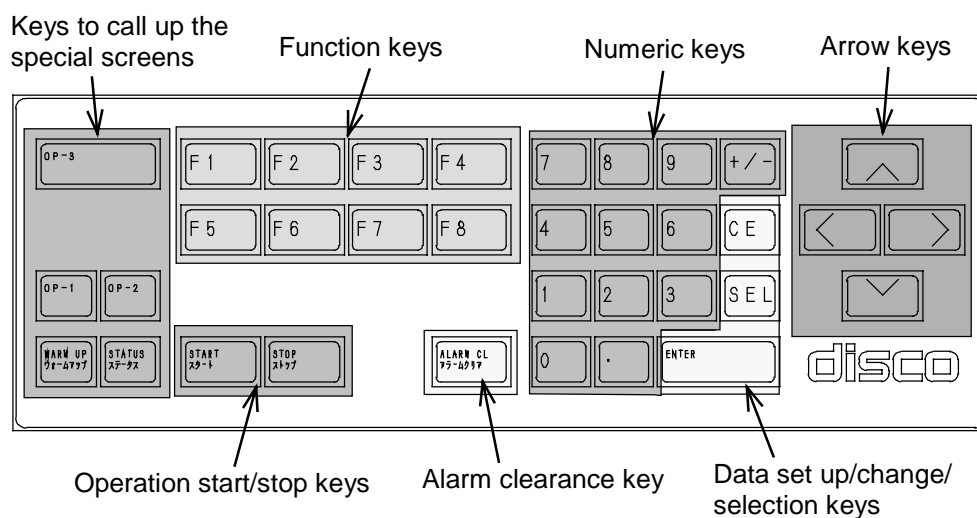 Keys to call up the
special screens
Function keys
Numeric keys
Arrow keys
OP-3
F1
F2
F3
F4
7
8
9
+/-
F5
F6
F7
F8
4
5
6
CE
OP-1
OP-2
1
2
3
SEL
WARM UP
ウォームアップ
STATUS
ステータス
START
スタート
STOP
ストップ
ALARM CL
アラームクリア
0
.
ENTER
disco
Operation start/stop keys
Alarm clearance key
Data set up/change/
selection keys